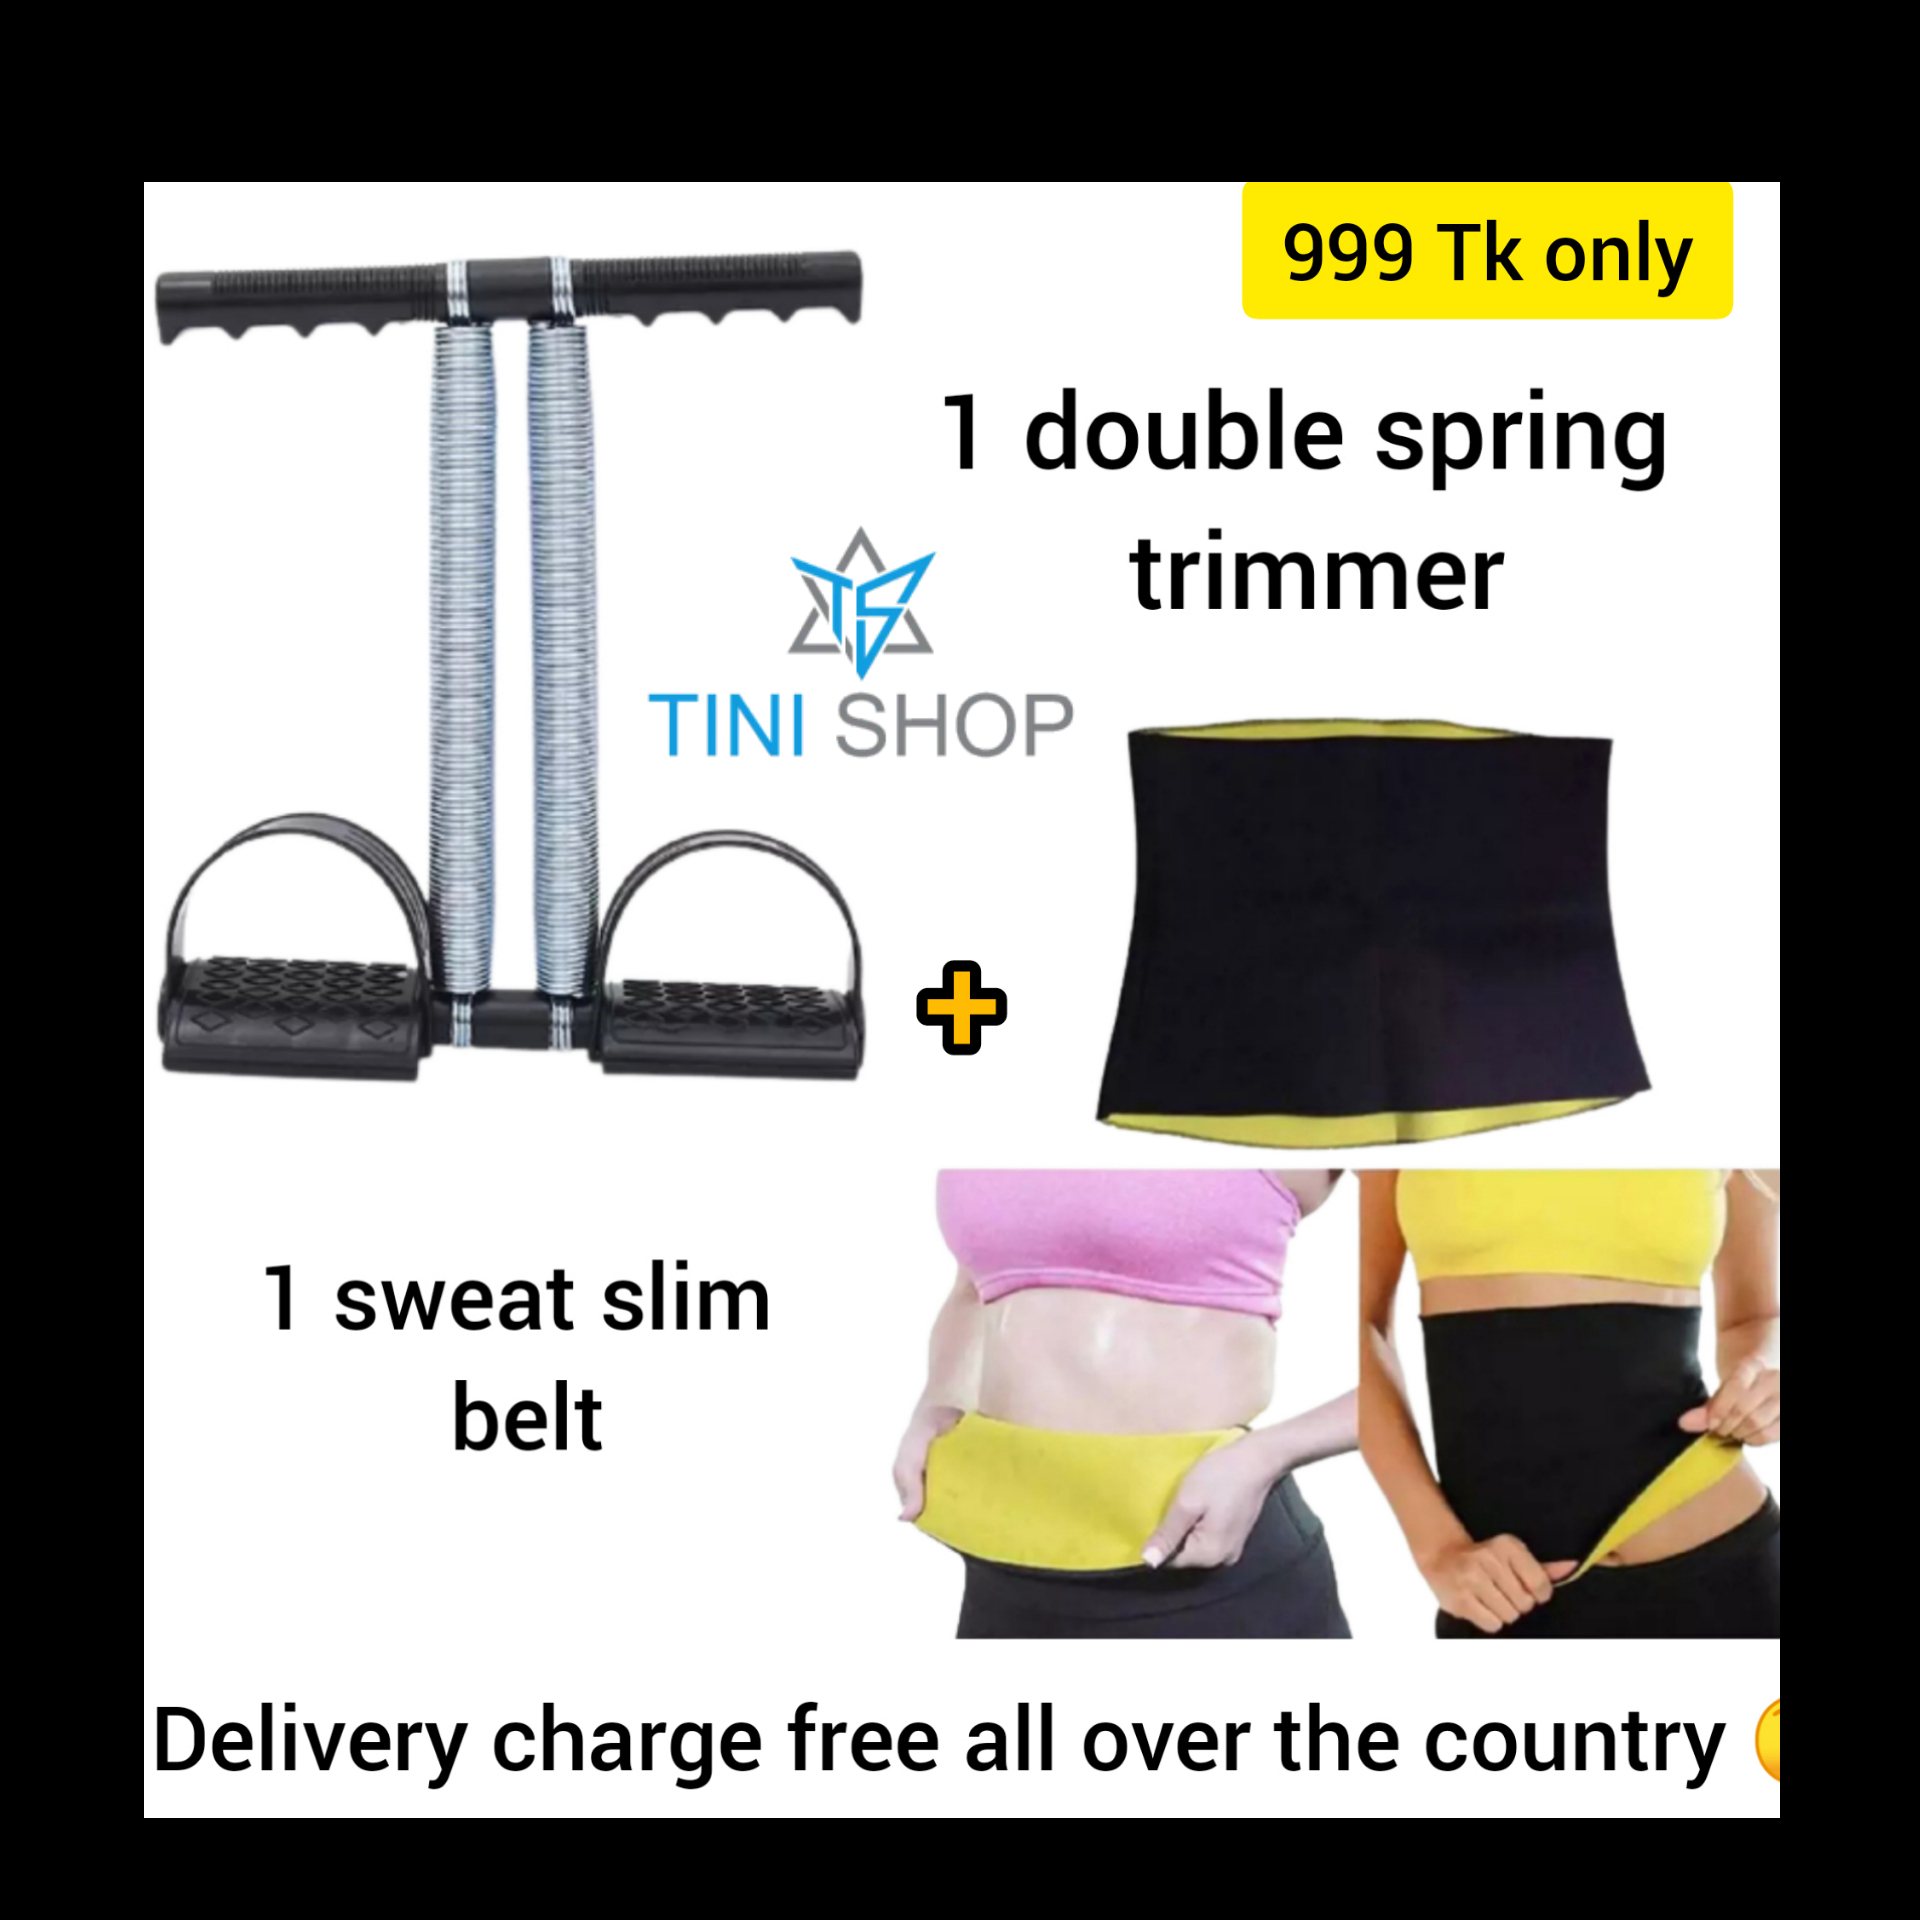 999 Tk only
1 double spring
trimmer
TS
TINI SHOP
1 sweat slim
belt
Delivery charge free all over the country